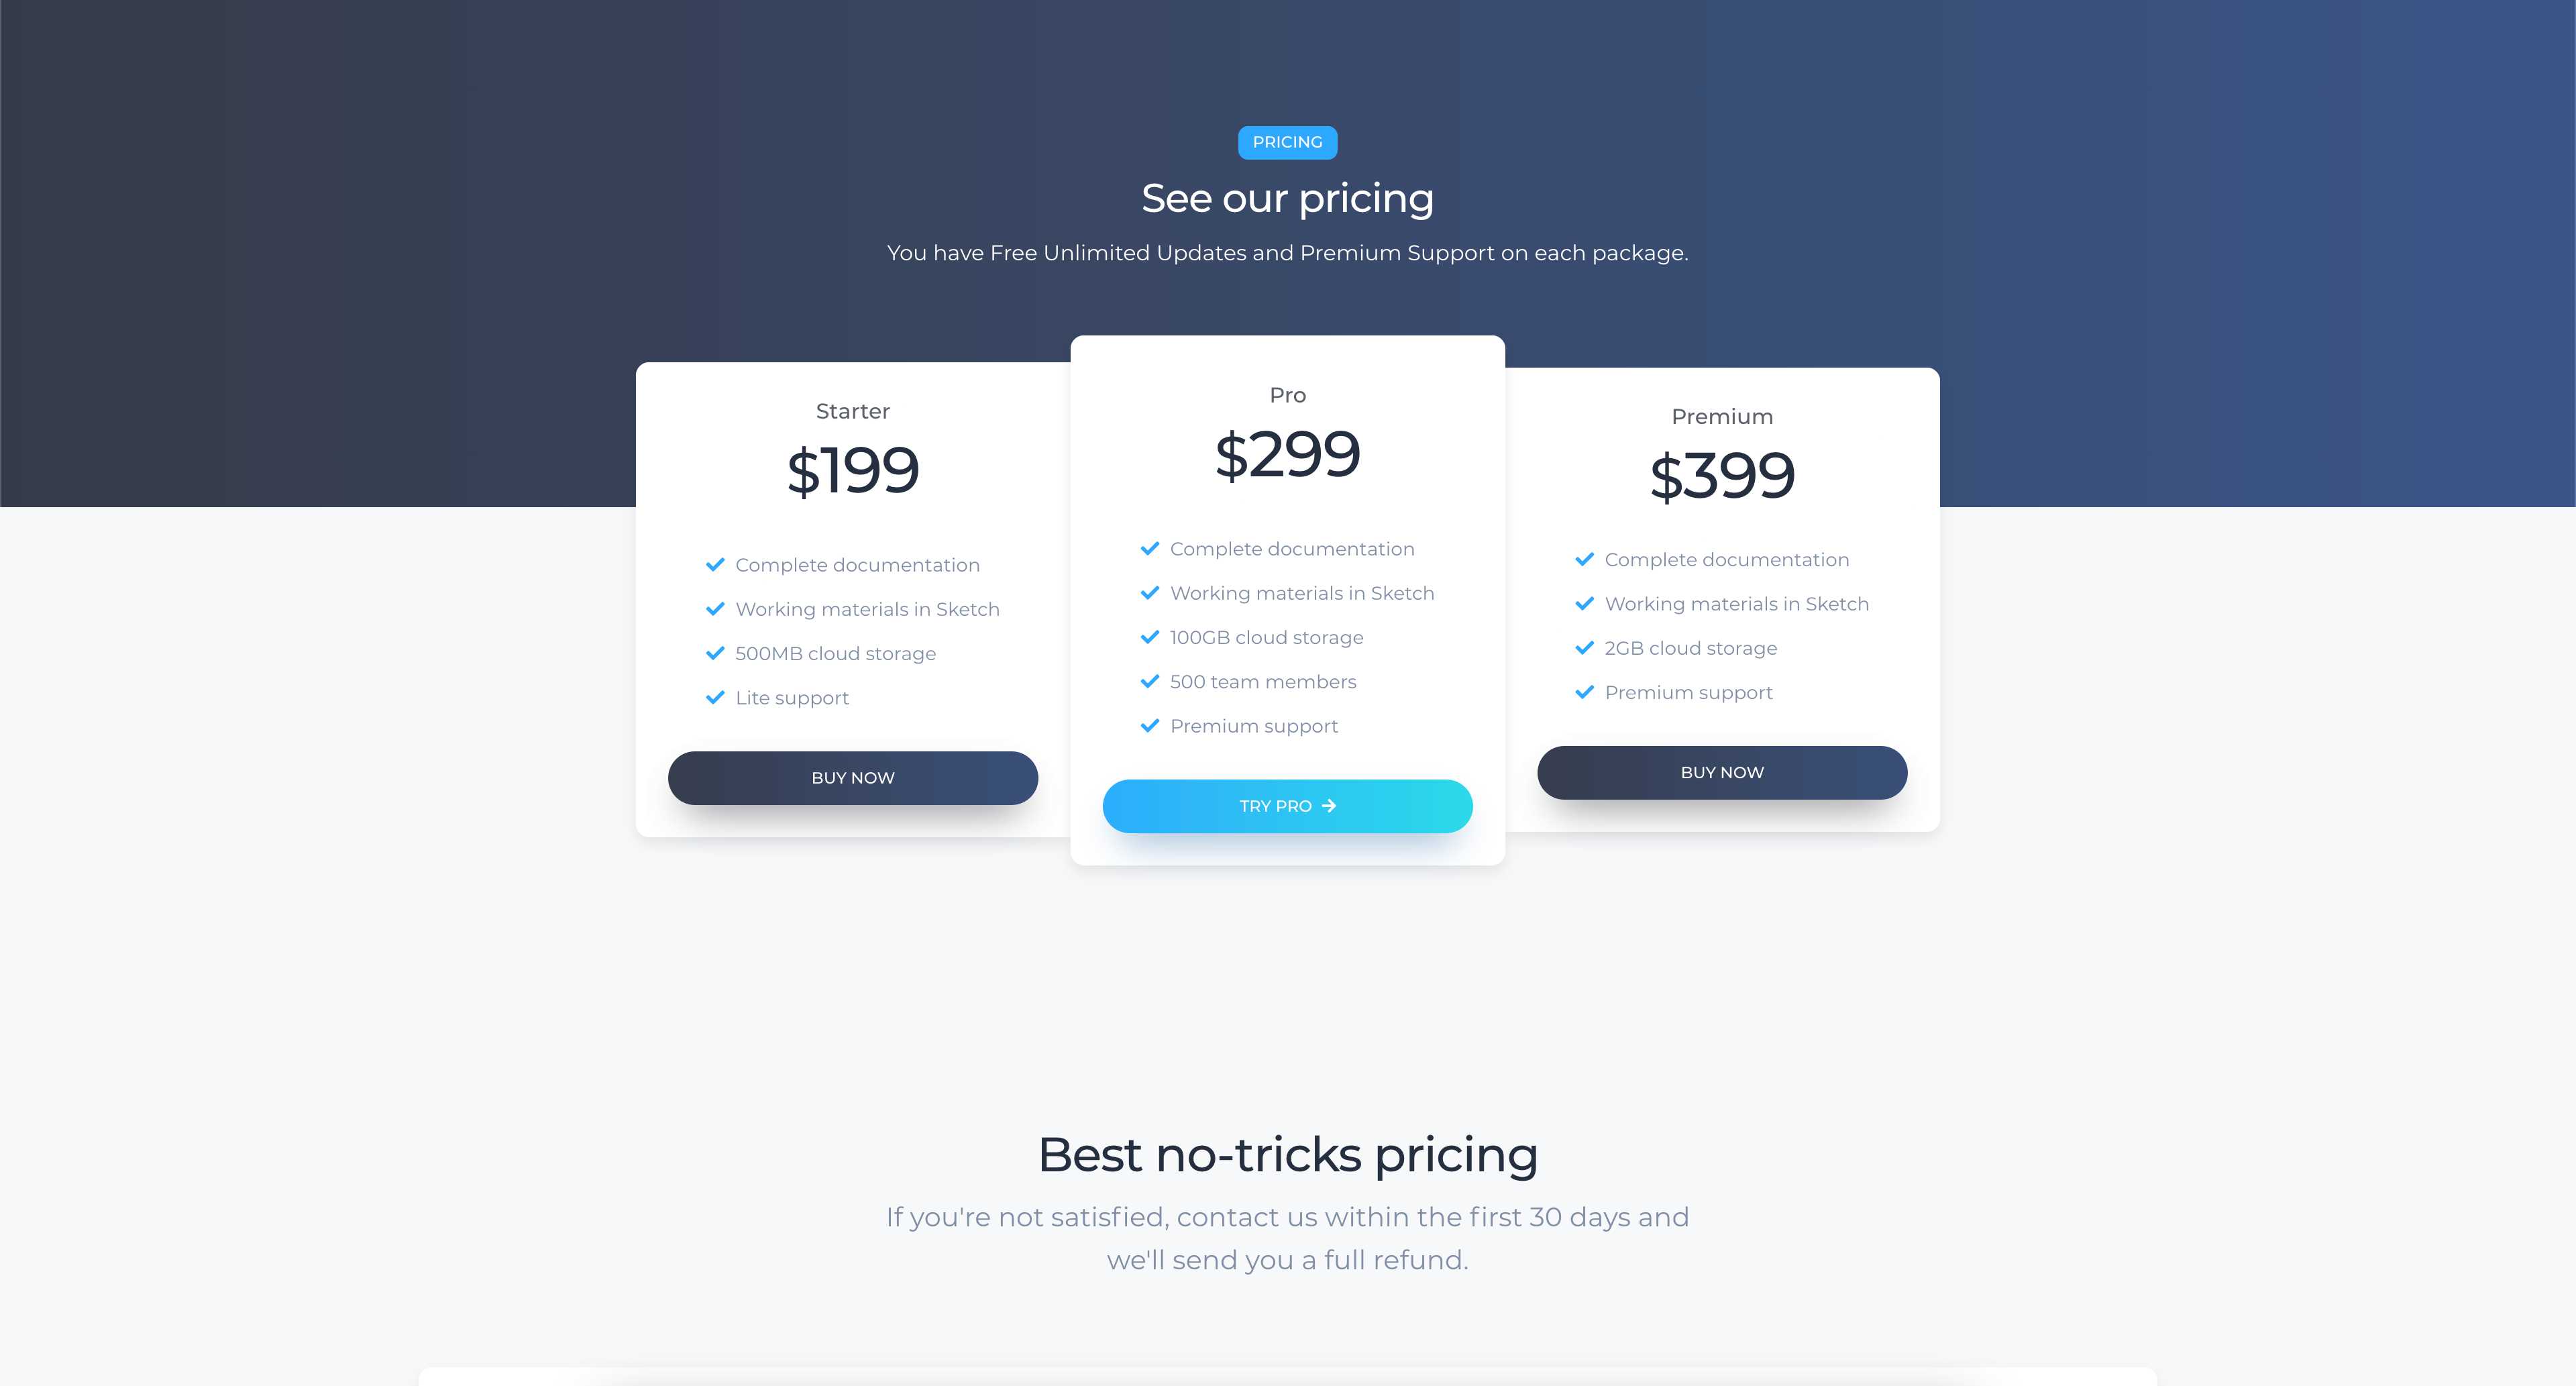 PRICING
See our pricing
You have Free Unlimited Updates and Premium Support on each package.
Starter
$199
Complete documentation
Working materials in Sketch
500MB cloud storage
Lite support
BUY NOW
Pro
$299
Complete documentation
Working materials in Sketch
100GB cloud storage
500 team members
Premium support
TRY PRO
Premium
$399
Complete documentation
Working materials in Sketch
2GB cloud storage
Premium support
BUY NOW
Best no-tricks pricing
If you're not satisfied, contact us within the first 30 days and
we'll send you a full refund.